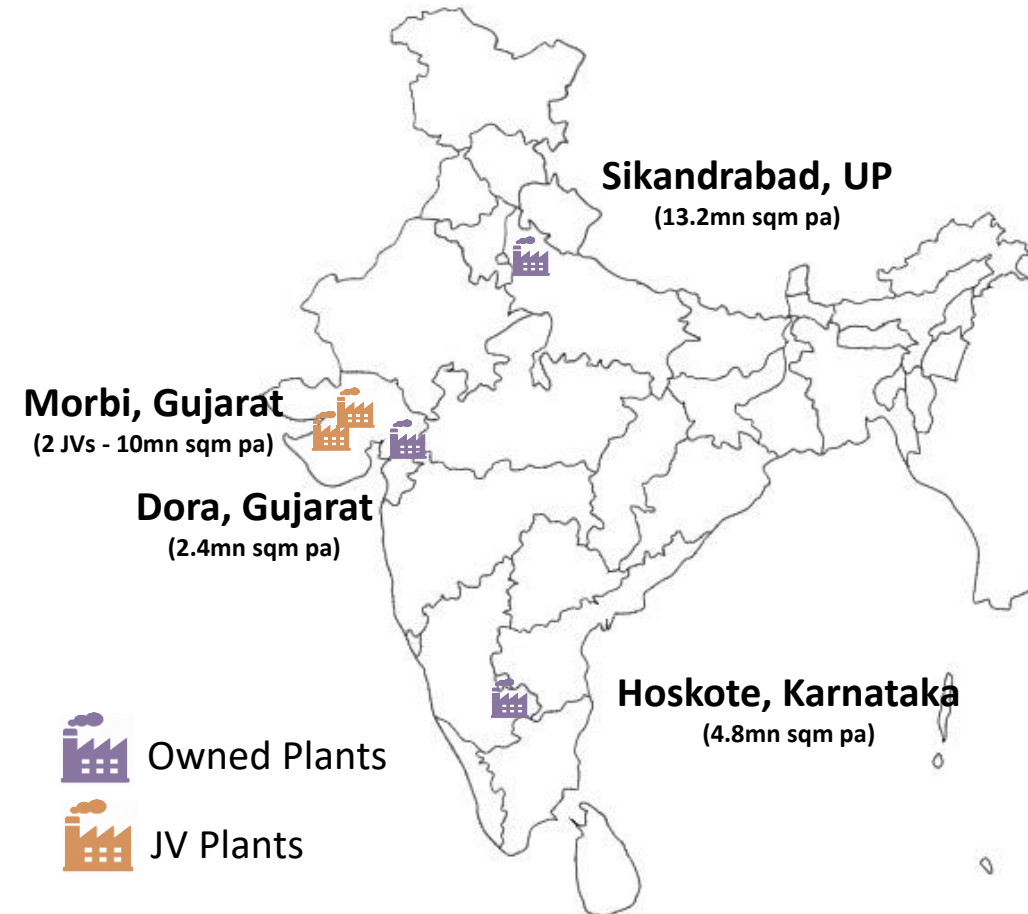 Sikandrabad, UP
(13.2mn sqm pa)
Morbi, Gujarat
(2 JVs - 10mn sqm pa)
Dora, Gujarat
(2.4mn sqm pa)
Hoskote, Karnataka
(4.8mn sqm pa)
Owned Plants
JV Plants